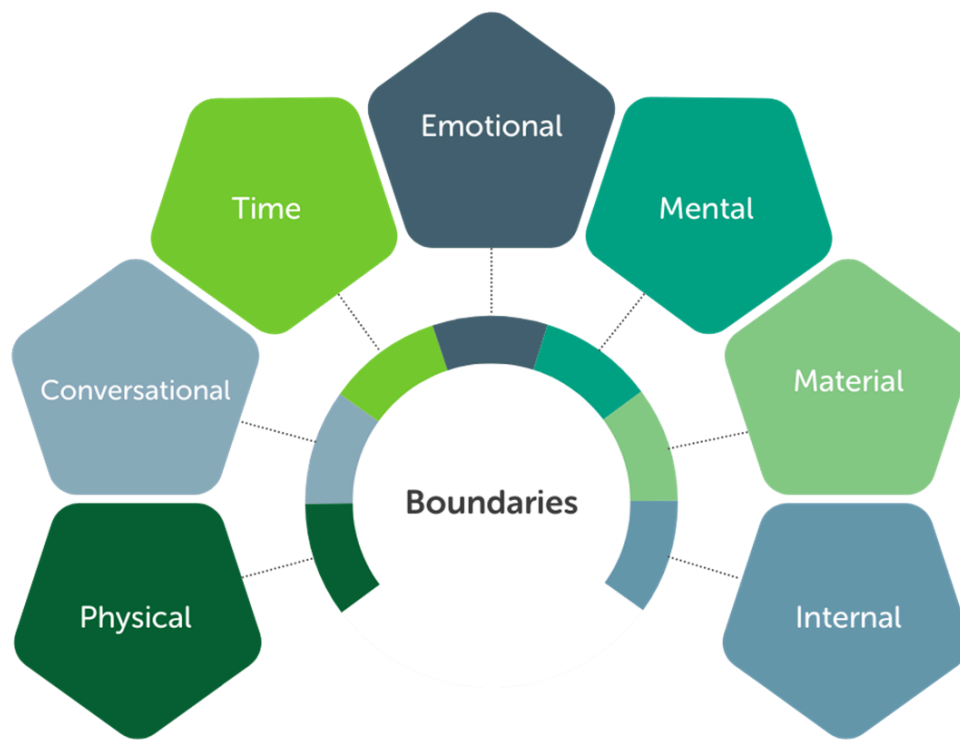 Emotional
Time
Mental
Conversational
Material
Boundaries
Physical
Internal